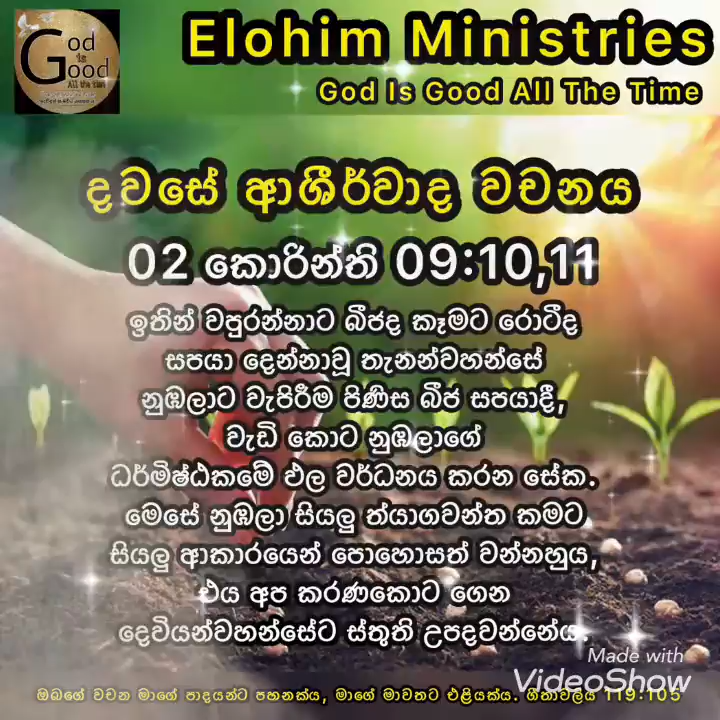 God
is
Good
All the time
Elohim Ministries
God Is Good All The Time
දවසේ ආශීර්වාද වචනය
02 කොරින්ති 09:10,11
ඉතින් වපුරන්නාට බීජද කෑමට රොටීද
සපයා දෙන්නාවූ තැනන්වහන්සේ
නුඹලාට වැපිරීම පිණිස බීජ සපයාදී,
වැඩි කොට නුඹලාගේ
ධර්මිෂ්ඨකමේ ඵල වර්ධනය කරන සේක.
මෙසේ නුඹලා සියලු ත්යාගවන්ත කමට
සියලු ආකාරයෙන් පොහොසත් වන්නහුය,
එය අප කරණකොට ගෙන
දෙවියන්වහන්සේට ස්තුති උපදවන්නේය.
Made with
VideoShow
ඔබගේ වචන මාගේ පාදයන්ට පහනක්ය, මාගේ මාවතට එළියක්ය. ගීතාවලිය 119:105